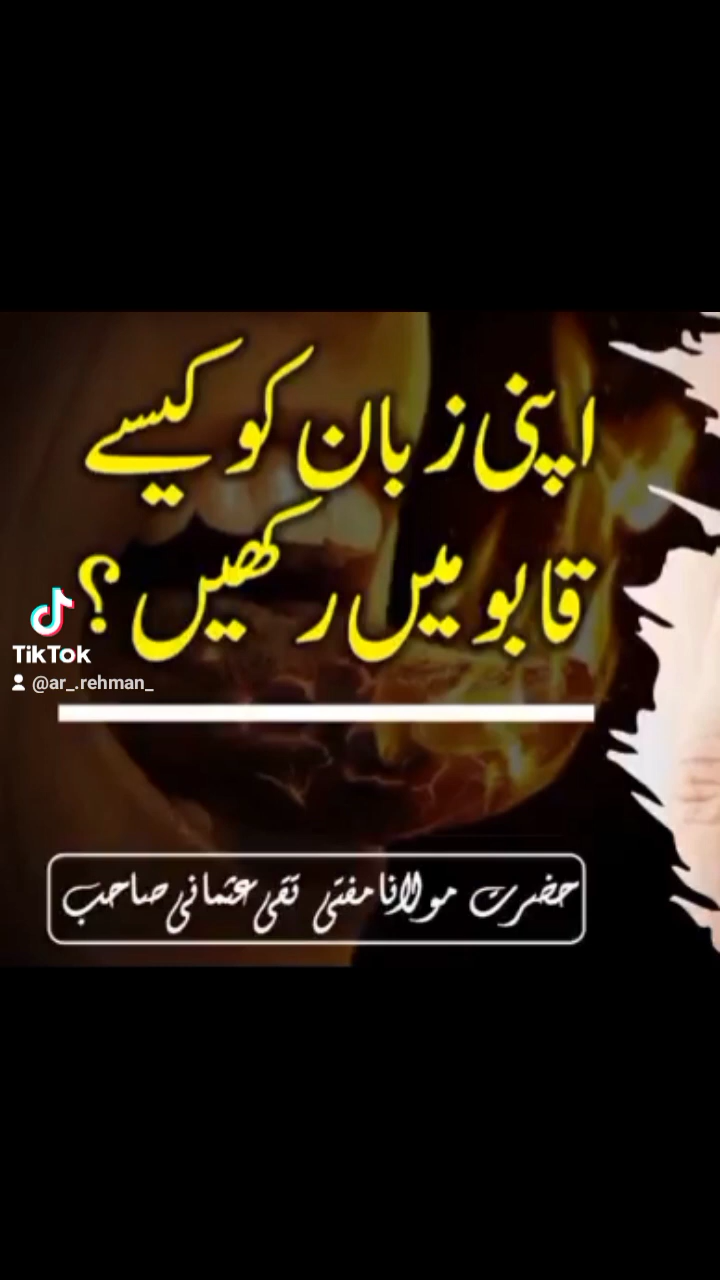 اپنی زبان کو کیسے
قابو میں رکھیں؟
TikTok
@ar_.rehman_
حضرت مولانا مفتی تقی عثمانی صاحب